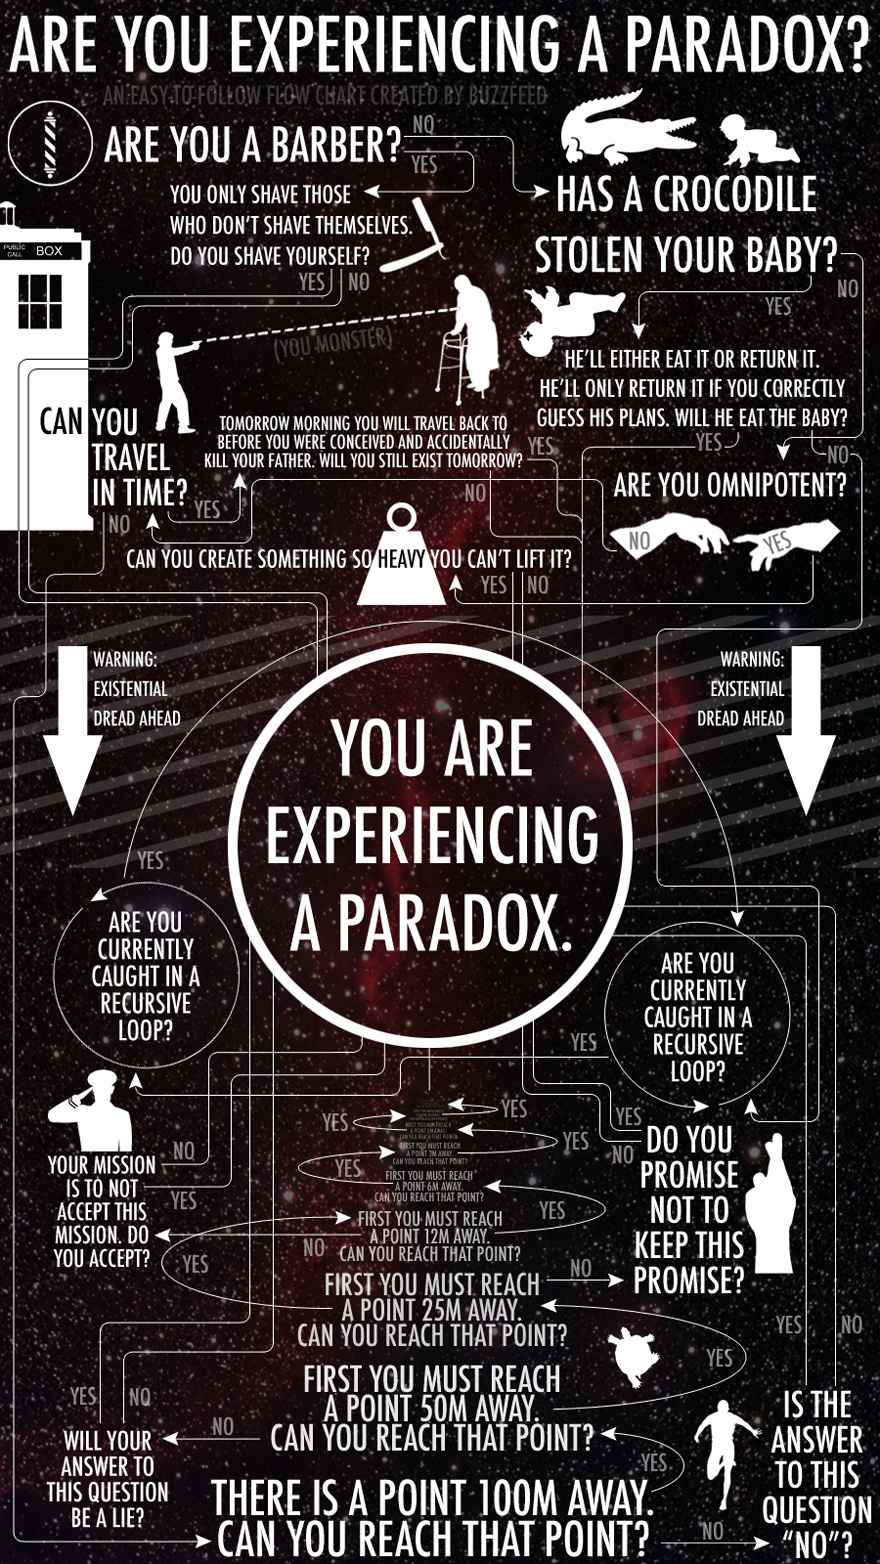 ARE YOU EXPERIENCING A PARADOX?
AN EASY-TO-FOLLOW FLOW CHART CREATED BY BUZZFEED
ARE YOU A BARBER?
NO
YES
YOU ONLY SHAVE THOSE
WHO DON'T SHAVE THEMSELVES.
DO YOU SHAVE YOURSELF?
YES
NO
HAS A CROCODILE
STOLEN YOUR BABY?
YES
NO
PUBLIC
CALL
BOX
(YOU MONSTER)
HE'LL EITHER EAT IT OR RETURN IT.
HE'LL ONLY RETURN IT IF YOU CORRECTLY
GUESS HIS PLANS. WILL HE EAT THE BABY?
YES
NO
CAN YOU
TRAVEL
IN TIME?
NO
YES
TOMORROW MORNING YOU WILL TRAVEL BACK TO
BEFORE YOU WERE CONCEIVED AND ACCIDENTALLY
KILL YOUR FATHER. WILL YOU STILL EXIST TOMORROW?
YES
NO
ARE YOU OMNIPOTENT?
NO
YES
CAN YOU CREATE SOMETHING SO HEAVY YOU CAN'T LIFT IT?
YES
NO
WARNING:
EXISTENTIAL
DREAD AHEAD
WARNING:
EXISTENTIAL
DREAD AHEAD
YOU ARE
EXPERIENCING
A PARADOX.
YES
ARE YOU
CURRENTLY
CAUGHT IN A
RECURSIVE
LOOP?
ARE YOU
CURRENTLY
CAUGHT IN A
RECURSIVE
LOOP?
YES
YOUR MISSION
IS TO NOT
ACCEPT THIS
MISSION. DO
YOU ACCEPT?
NO
YES
YES
YES
YES
YES
FIRST YOU MUST REACH
A POINT 3M AWAY.
CAN YOU REACH THAT POINT?
FIRST YOU MUST REACH
A POINT 6M AWAY.
CAN YOU REACH THAT POINT?
YES
FIRST YOU MUST REACH
A POINT 12M AWAY.
CAN YOU REACH THAT POINT?
NO
YES
FIRST YOU MUST REACH
A POINT 25M AWAY.
CAN YOU REACH THAT POINT?
NO
YES
DO YOU
PROMISE
NOT TO
KEEP THIS
PROMISE?
YES
NO
FIRST YOU MUST REACH
A POINT 50M AWAY.
CAN YOU REACH THAT POINT?
NO
YES
WILL YOUR
ANSWER TO
THIS QUESTION
BE A LIE?
YES
NO
THERE IS A POINT 100M AWAY.
CAN YOU REACH THAT POINT?
NO
YES
NO
IS THE
ANSWER
TO THIS
QUESTION
"NO"?